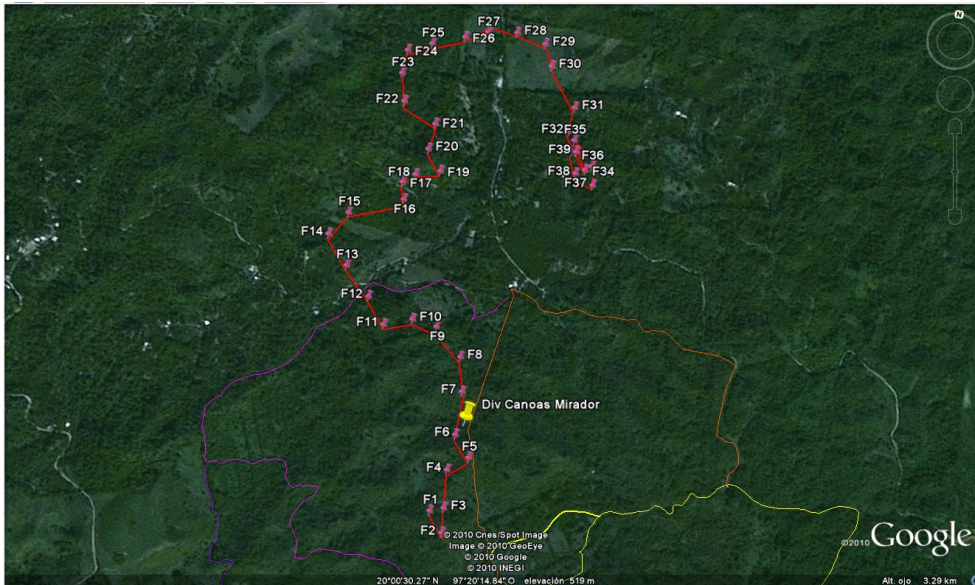 N
F27
F28
F25
F26
F29
F24
F23
F30
F22
F31
F21
F32
F35
F20
F39
F36
F18
F19
F38
F34
F17
F37
F16
F15
F14
F13
F12
F11
F10
F9
F8
F7
Div Canoas Mirador
F6
F5
F4
F1
F3
F2
© 2010 Cnes/Spot Image
Image © 2010 GeoEye
© 2010 Google
© 2010 INEGI
©2010 Google
20°00'30.27" N 97°20'14.84" O elevación 519 m
Alt. ojo 3.29 km